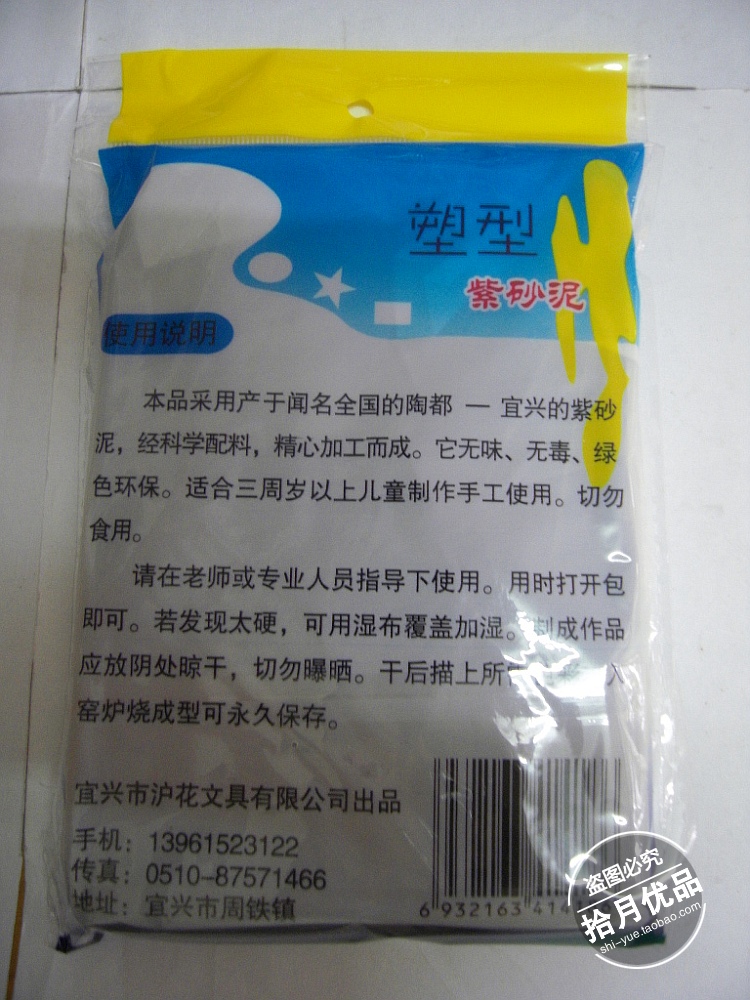 塑型
紫砂泥
使用说明
本品采用产于闻名全国的陶都 — 宜兴的紫砂
泥，经科学配料，精心加工而成。它无味、无毒、绿
色环保。适合三周岁以上儿童制作手工使用。切勿
食用。
请在老师或专业人员指导下使用。用时打开包
即可。若发现太硬，可用湿布覆盖加湿。制成作品
应放阴处晾干，切勿曝晒。干后描上所
窑炉烧成型可永久保存。
宜兴市沪花文具有限公司出品
手机：13961523122
传真：0510-87571466
地址：宜兴市周铁镇
6 932163 414
盗图必究
拾月优品
shi-yue.taobao.com